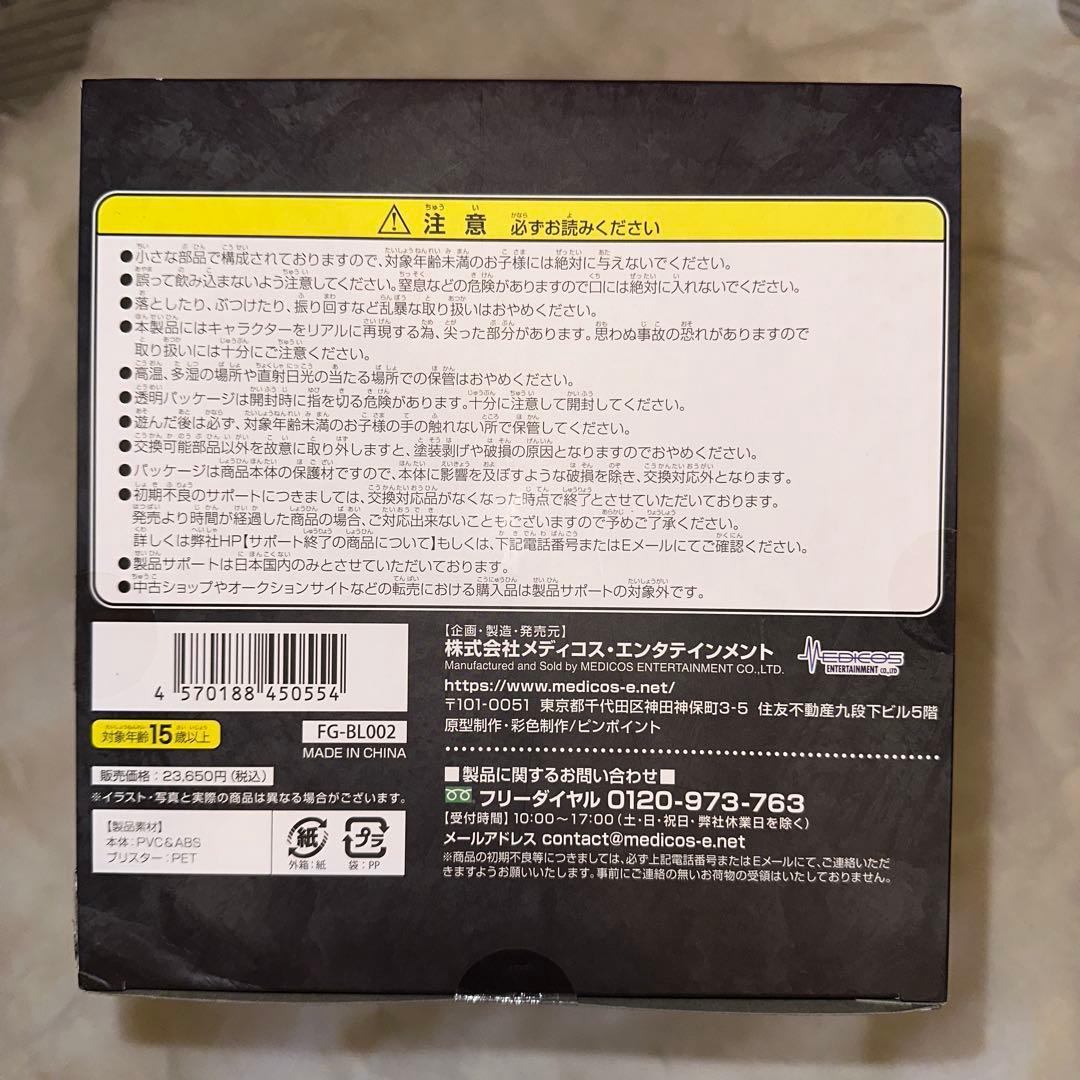 ⚠ 注意 必ずお読みください
●小さな部品で構成されておりますので、対象年齢未満のお子様には絶対に与えないでください。
●誤って飲み込まないよう注意してください。窒息などの危険がありますので口には絶対に入れないでください。
●落としたり、ぶつけたり、振り回すなど乱暴な取り扱いはおやめください。
●本製品にはキャラクターをリアルに再現する為、尖った部分があります。思わぬ事故の恐れがありますので
取り扱いには十分にご注意ください。
●高温、多湿の場所や直射日光の当たる場所での保管はおやめください。
●透明パッケージは開封時に指を切る危険があります。十分に注意して開封してください。
●遊んだ後は必ず、対象年齢未満のお子様の手の触れない所で保管してください。
●交換可能部品以外を故意に取り外しますと、塗装剥げや破損の原因となりますのでおやめください。
●パッケージは商品本体の保護材ですので、本体に影響を及ぼすような破損を除き、交換対応外となります。
●初期不良のサポートにつきましては、交換対応品がなくなった時点で終了とさせていただいております。
発売より時間が経過した商品の場合、ご対応出来ないこともございますので予めご了承ください。
詳しくは弊社HP【サポート終了の商品について】もしくは、下記電話番号またはEメールにてご確認ください。
●製品サポートは日本国内のみとさせていただいております。
●中古ショップやオークションサイトなどの転売における購入品は製品サポートの対象外です。
4 570188 450554
対象年齢15歳以上
FG-BL002
MADE IN CHINA
販売価格：23,650円（税込）
※イラスト・写真と実際の商品は異なる場合がございます。
【製品素材】
本体：PVC&ABS
ブリスター：PET
紙
外箱：紙
プラ
袋：PP
【企画・製造・発売元】
株式会社メディコス・エンタテインメント
Manufactured and Sold by MEDICOS ENTERTAINMENT CO.,LTD.
MEDICOS
ENTERTAINMENT CO.,LTD
https://www.medicos-e.net/
〒101-0051 東京都千代田区神田神保町3-5 住友不動産九段下ビル5階
原型制作・彩色制作/ピンポイント
■製品に関するお問い合わせ■
フリーダイヤル 0120-973-763
【受付時間】10:00～17:00（土・日・祝日・弊社休業日を除く）
メールアドレス contact@medicos-e.net
※商品の初期不良等につきましては、必ず上記電話番号またはEメールにて、ご連絡いただ
きますようお願いいたします。事前にご連絡の無いお荷物の受領はいたしておりません。